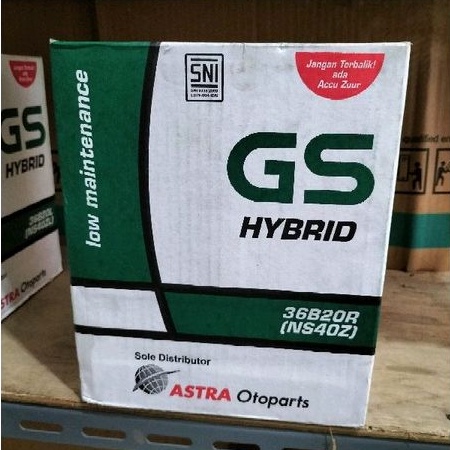 SNI
Jangan Terbalik!
ada
Accu Zuur
low maintenance
GS
HYBRID
36B20R
(NS40Z)
Sole Distributor
ASTRA Otoparts
GS
HYBRID
ASTRA Otoparts